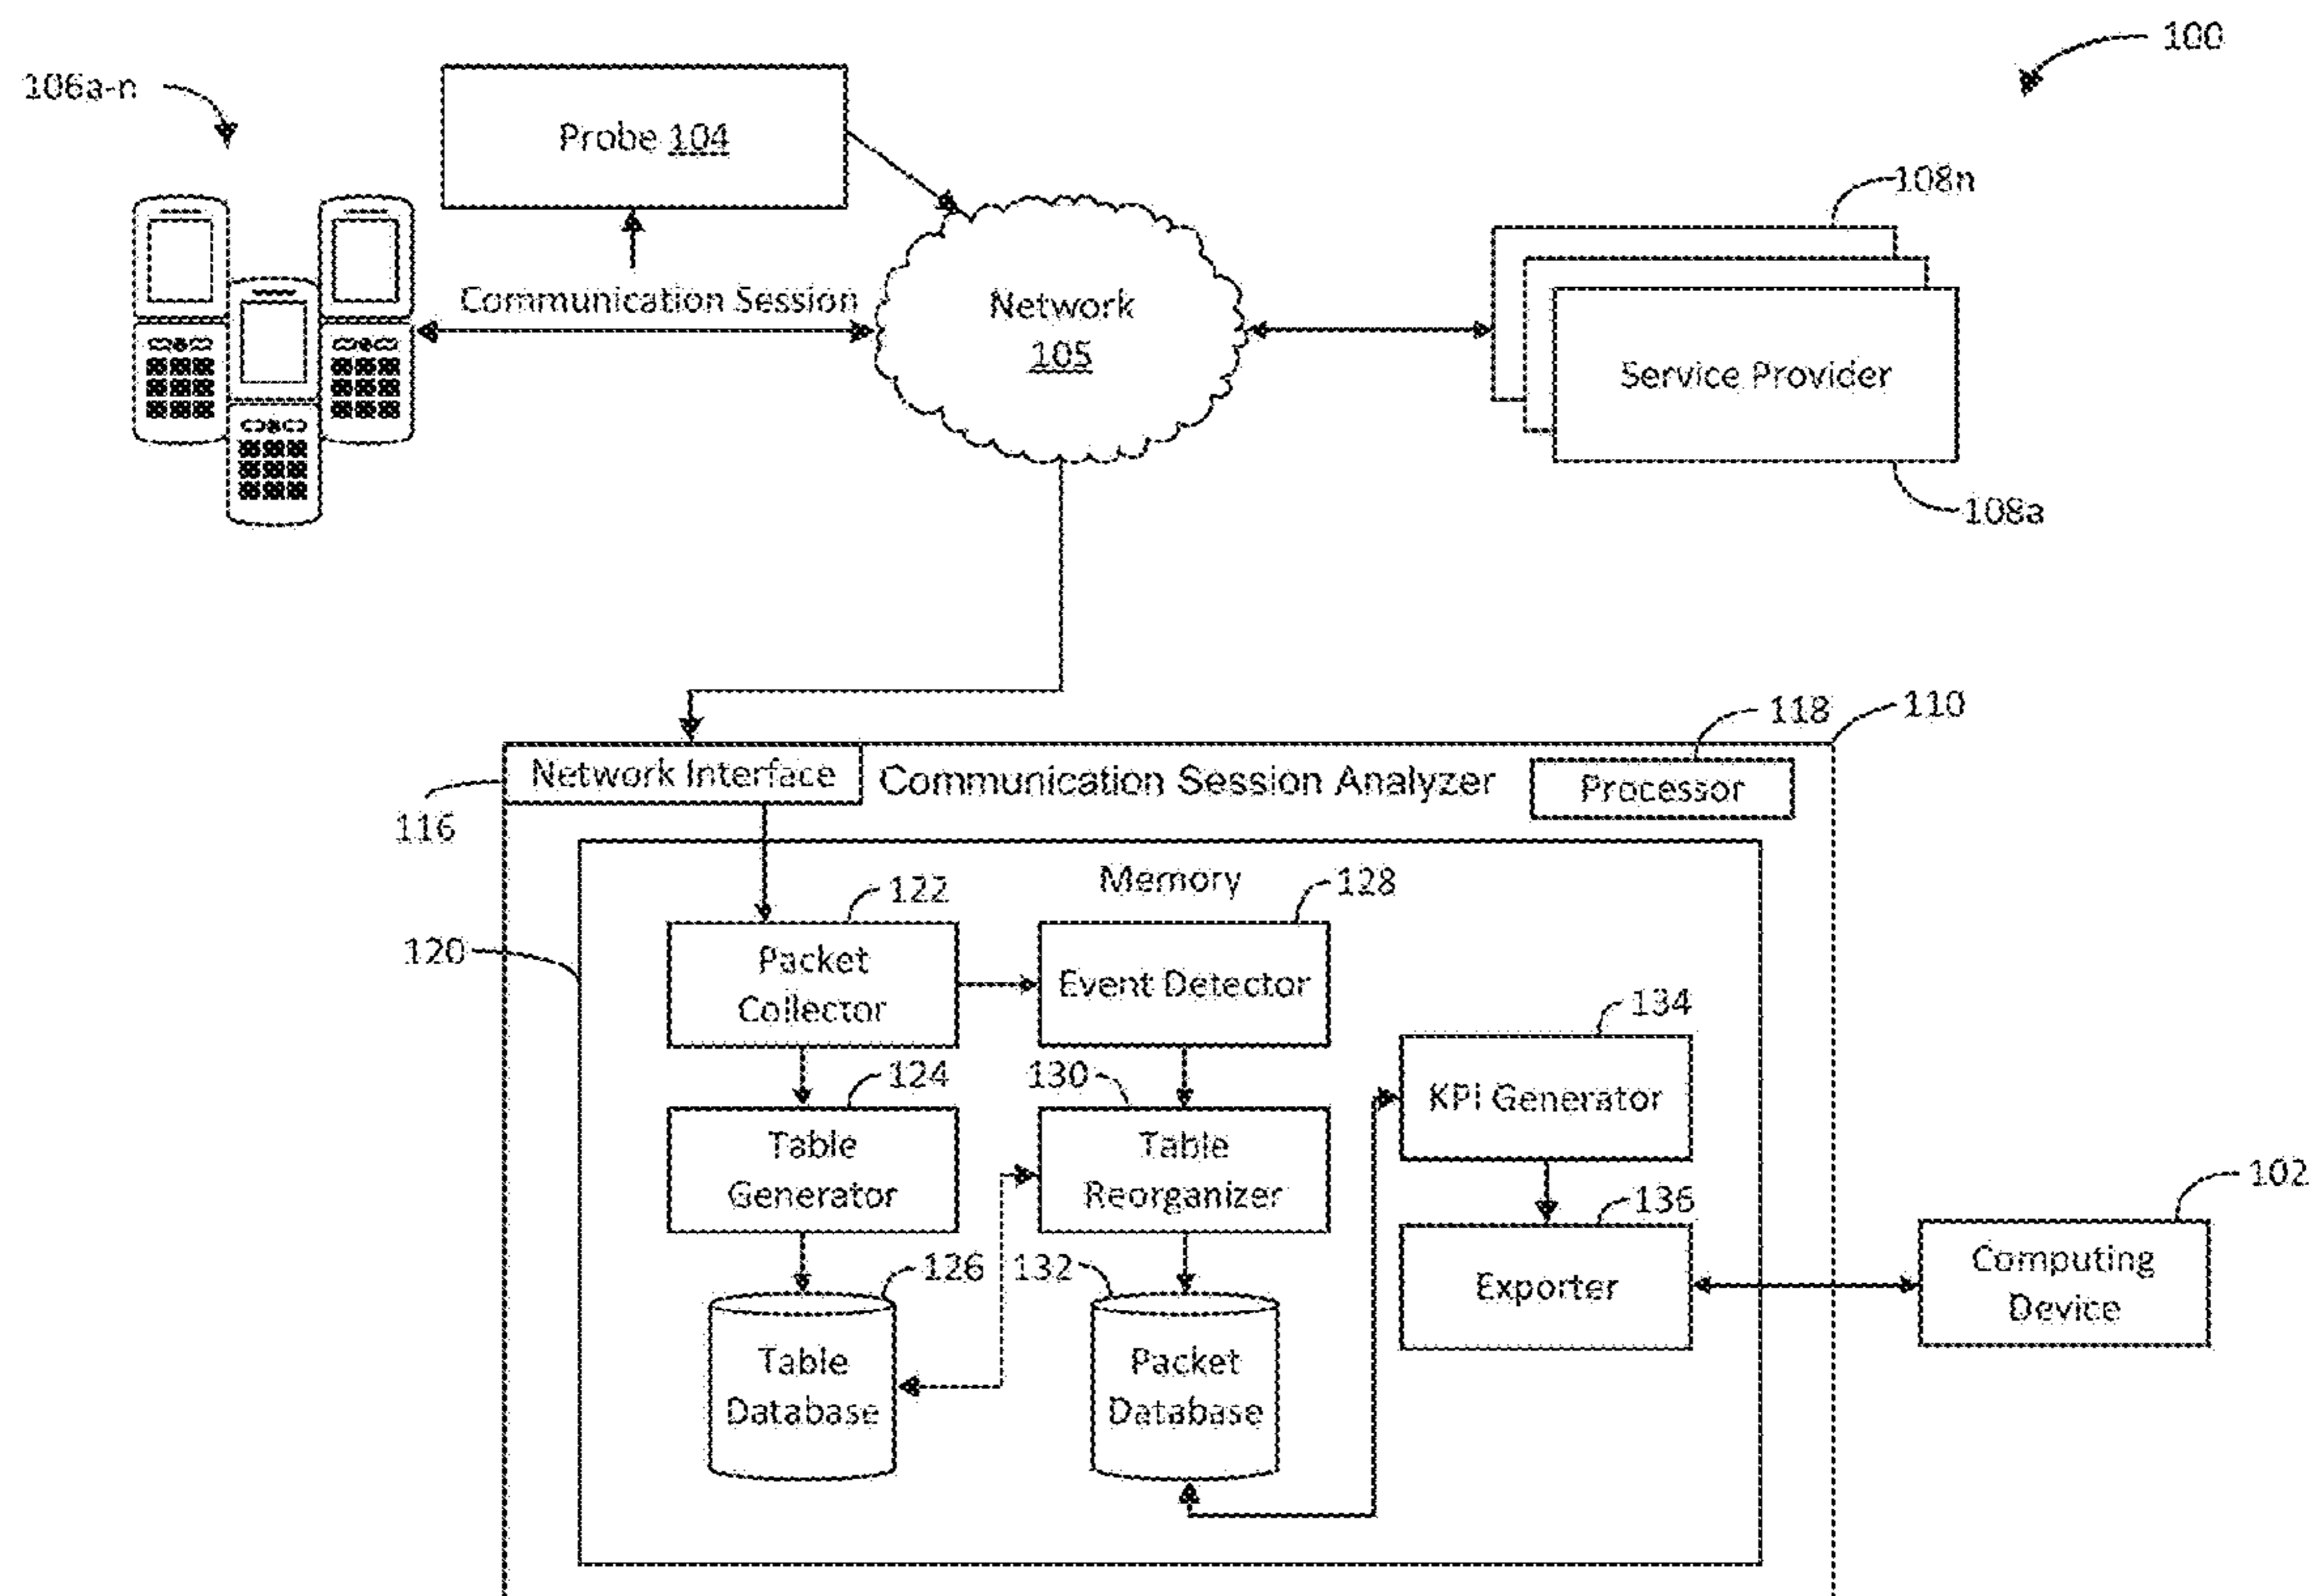 100
106a-n
Probe 104
108n
Communication Session
Network
105
Service Provider
108a
118
110
Network Interface
Communication Session Analyzer
Processor
116
Memory
122
128
120
Packet
Collector
Event Detector
134
124
130
KPI Generator
Table
Generator
Table
Reorganizer
102
136
126
132
Exporter
Computing
Device
Table
Database
Packet
Database